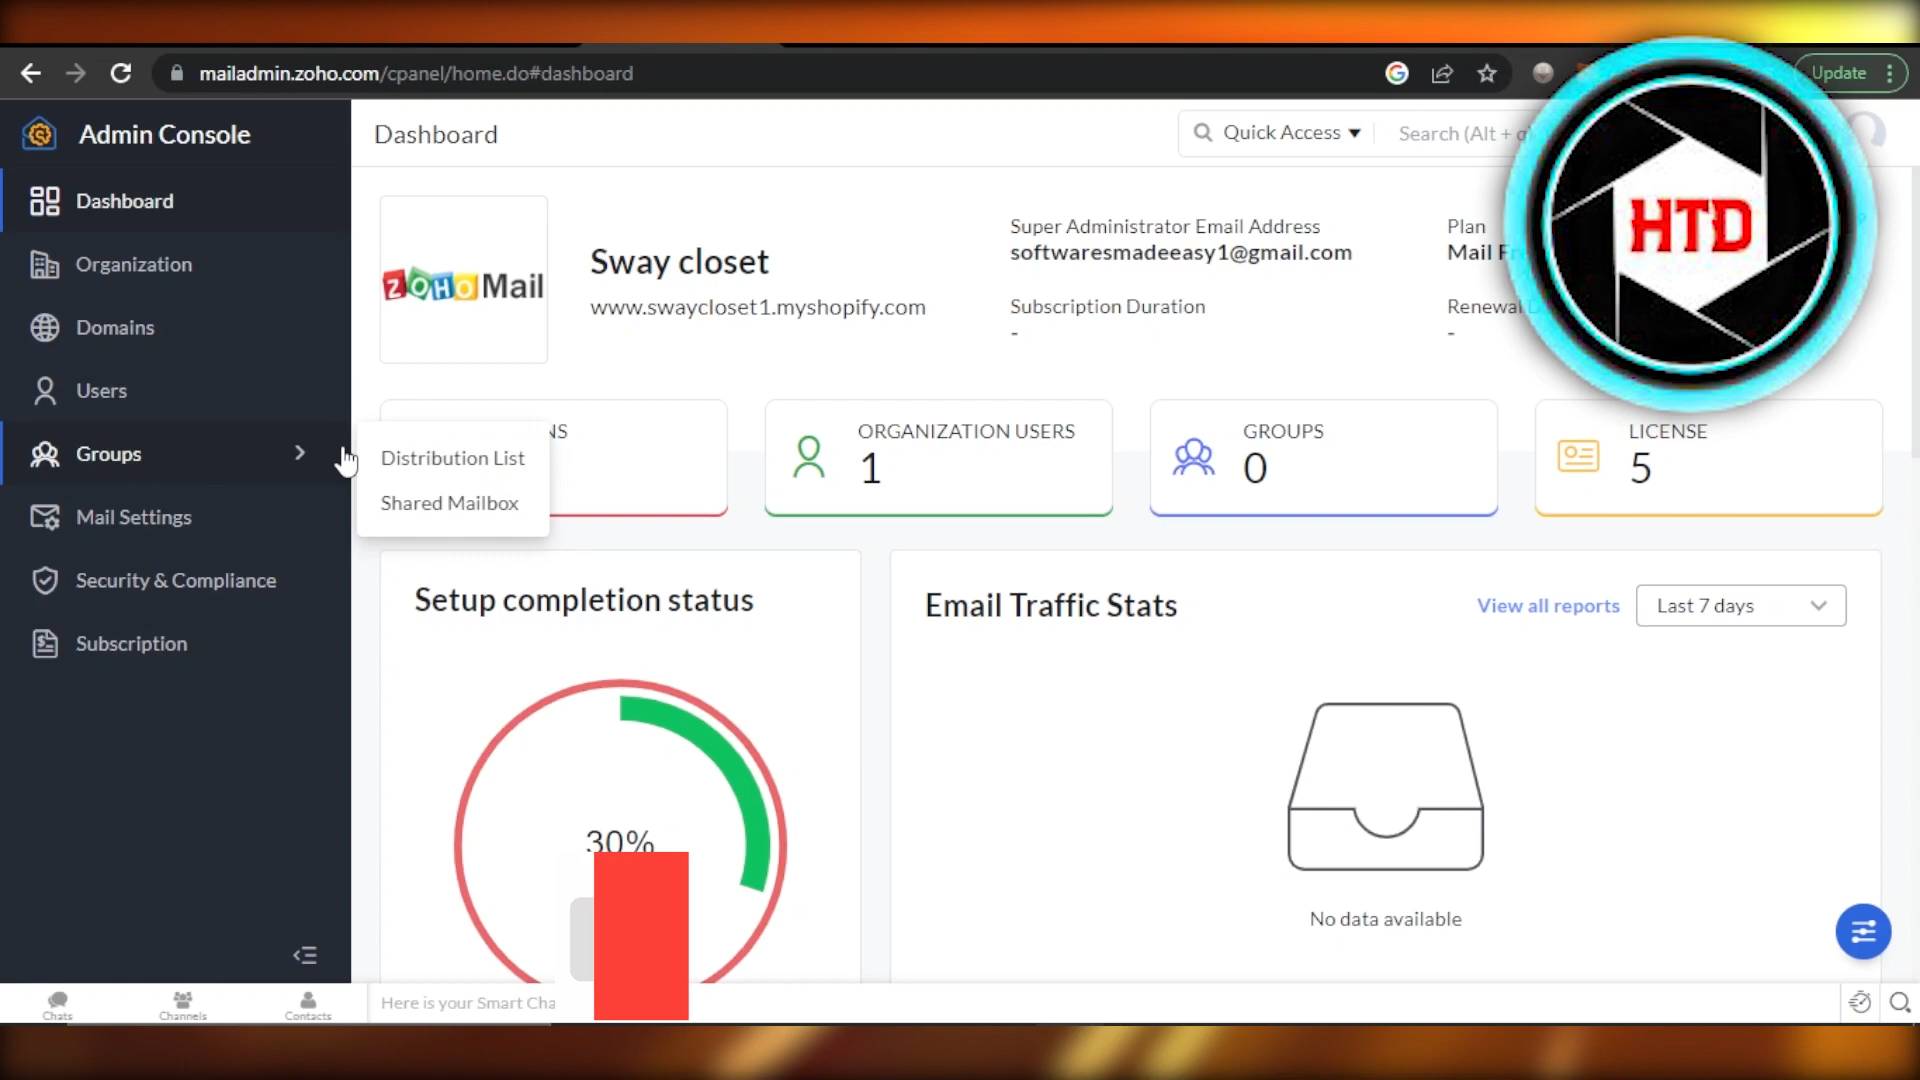 mailadmin.zoho.com/cpanel/home.do#dashboard
Update
Admin Console
Dashboard
Quick Access
Search (Alt +
HTD
Dashboard
Organization
Domains
Users
Groups
Mail Settings
Security & Compliance
Subscription
Distribution List
Shared Mailbox
ZOHO Mail
Sway closet
www.swaycloset1.myshopify.com
Super Administrator Email Address
softwaresmadeeasy1@gmail.com
Plan
Mail
Subscription Duration
-
Renewal
-
ORGANIZATION USERS
1
GROUPS
0
LICENSE
5
Setup completion status
30%
Email Traffic Stats
View all reports
Last 7 days
No data available
Chats
Channels
Contacts
Here is your Smart